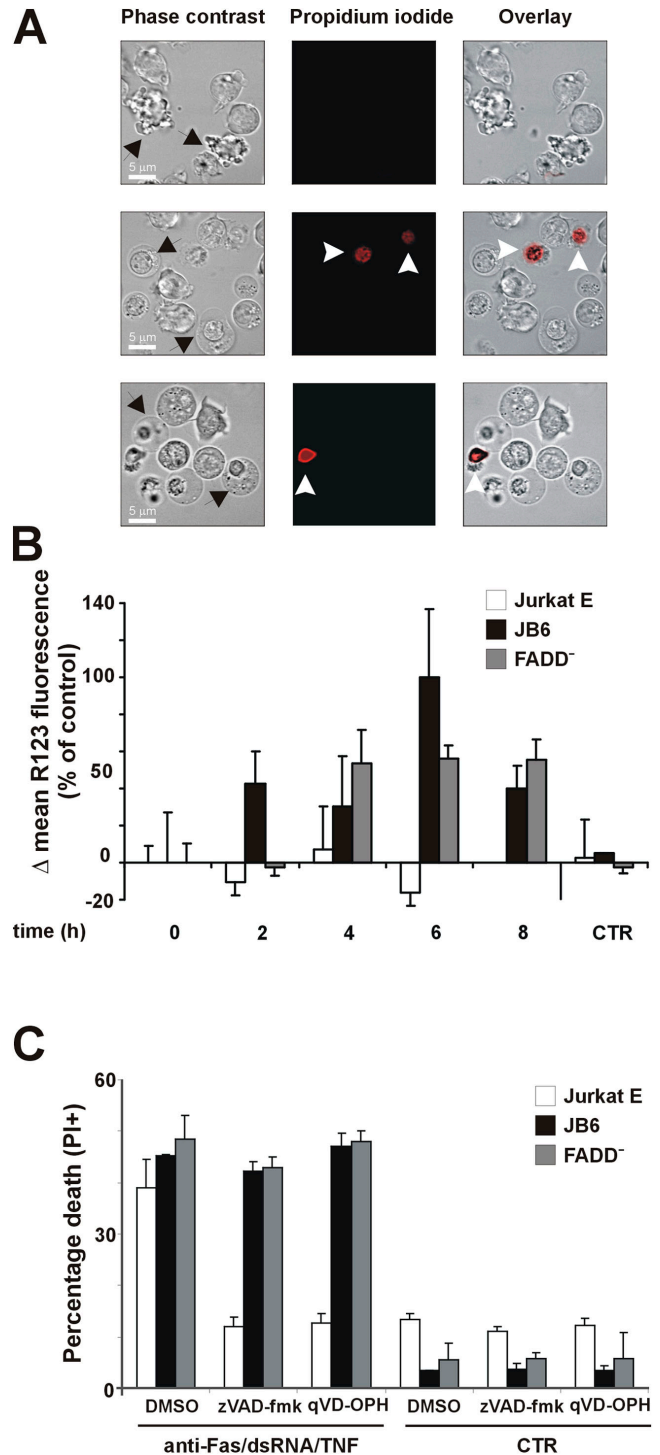 A
Phase contrast Propidium iodide Overlay
5 µm
5 µm
5 µm
B
Δ mean R123 fluorescence
(% of control)
140
100
50
0
-20
Jurkat E
JB6
FADD⁻
time (h) 0 2 4 6 8 CTR
C
Percentage death (PI+)
60
30
0
Jurkat E
JB6
FADD⁻
DMSO zVAD-fmk qVD-OPH DMSO zVAD-fmk qVD-OPH
anti-Fas/dsRNA/TNF CTR